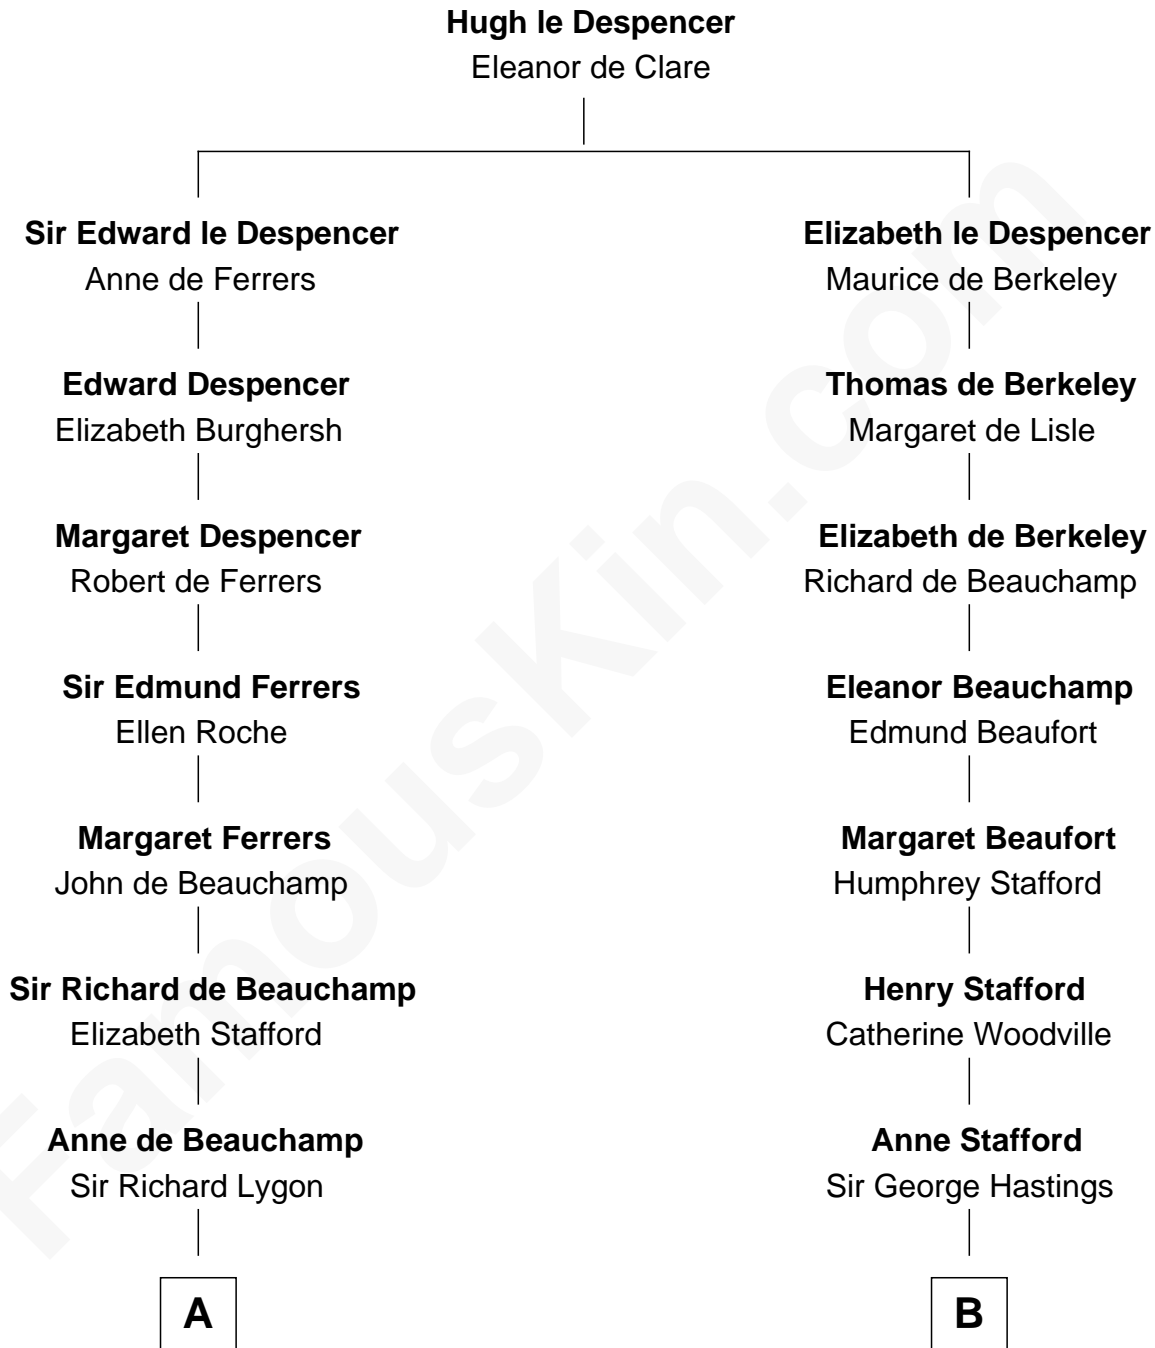 Hugh le Despencer
Eleanor de Clare
Sir Edward le Despencer
Anne de Ferrers
Elizabeth le Despencer
Maurice de Berkeley
Edward Despencer
Elizabeth Burghersh
Thomas de Berkeley
Margaret de Lisle
Margaret Despencer
Robert de Ferrers
Elizabeth de Berkeley
Richard de Beauchamp
Sir Edmund Ferrers
Ellen Roche
Eleanor Beauchamp
Edmund Beaufort
Margaret Ferrers
John de Beauchamp
Margaret Beaufort
Humphrey Stafford
Sir Richard de Beauchamp
Elizabeth Stafford
Henry Stafford
Catherine Woodville
Anne de Beauchamp
Sir Richard Lygon
Anne Stafford
Sir George Hastings
A
B
FamousKin.com